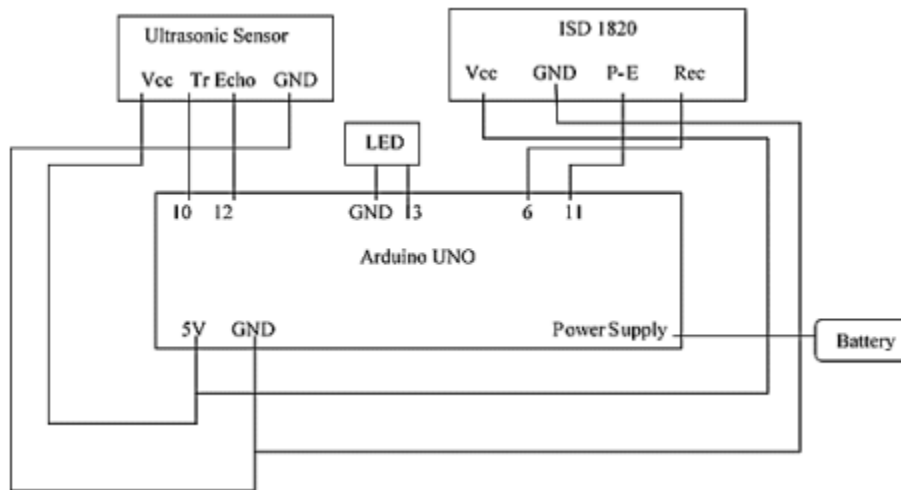 Ultrasonic Sensor
Vcc Tr Echo GND
ISD 1820
Vcc GND P-E Rec
LED
10 12 GND 13 6 11
Arduino UNO
5V GND Power Supply
Battery